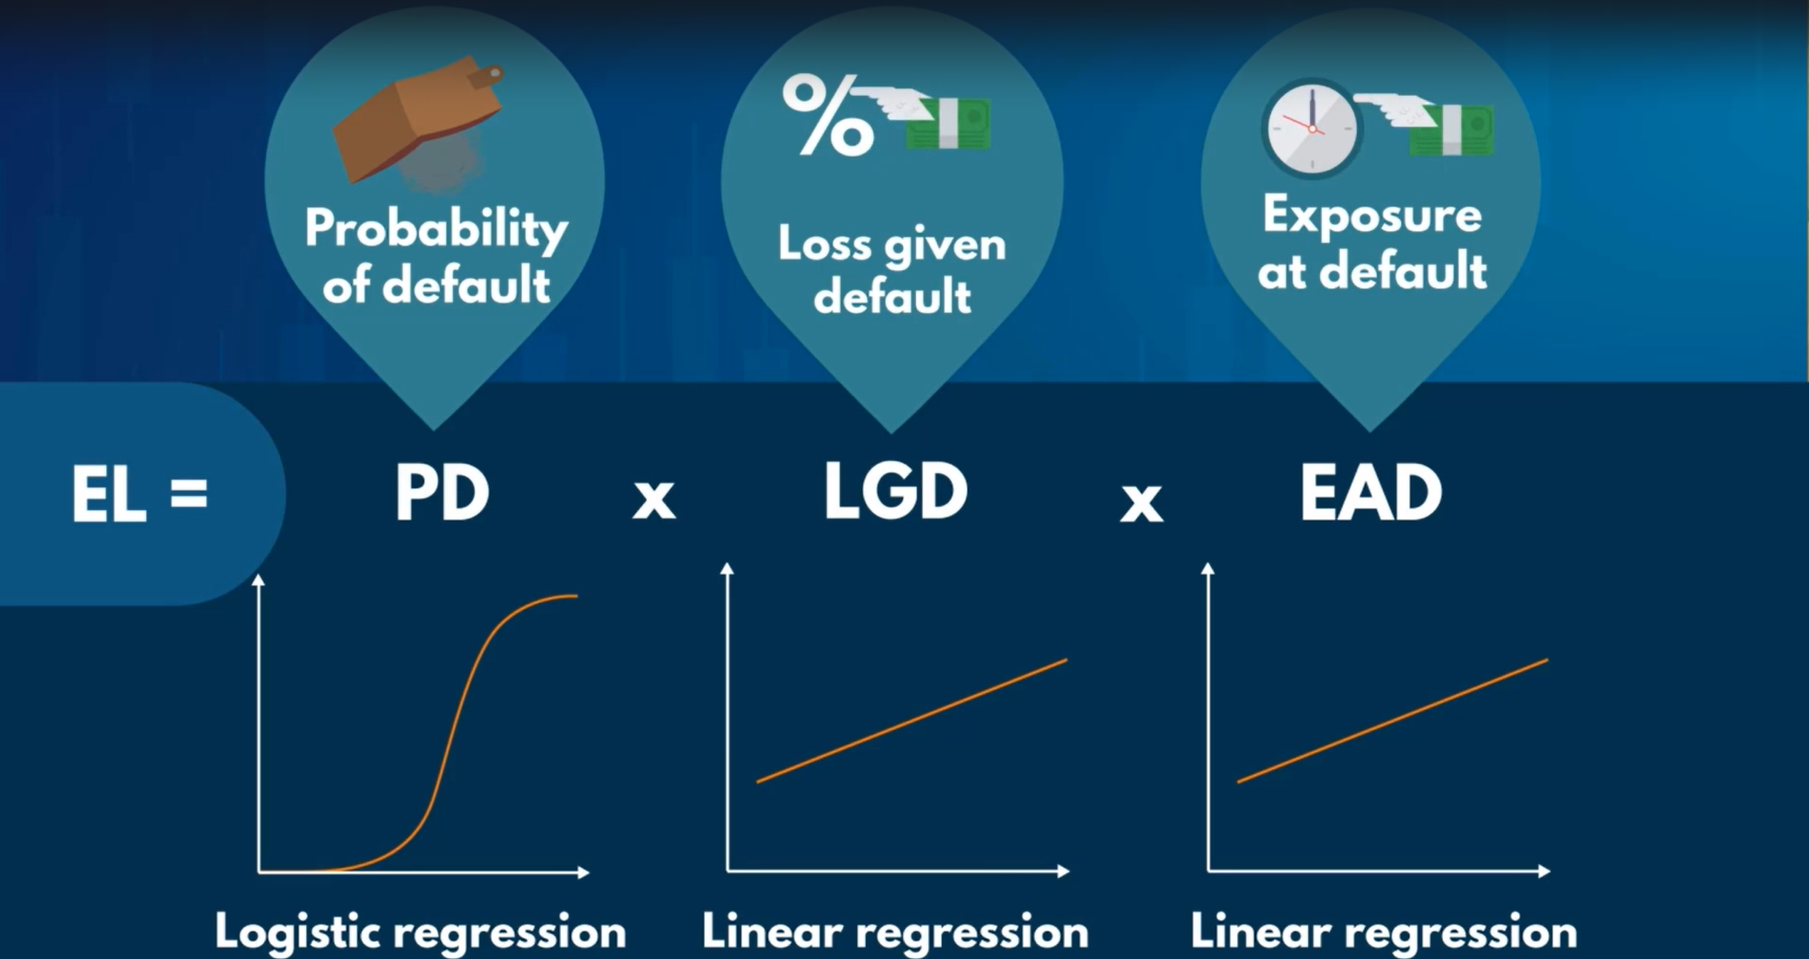 %
Probability
of default
Loss given
default
Exposure
at default
EL = PD x LGD x EAD
Logistic regression
Linear regression
Linear regression